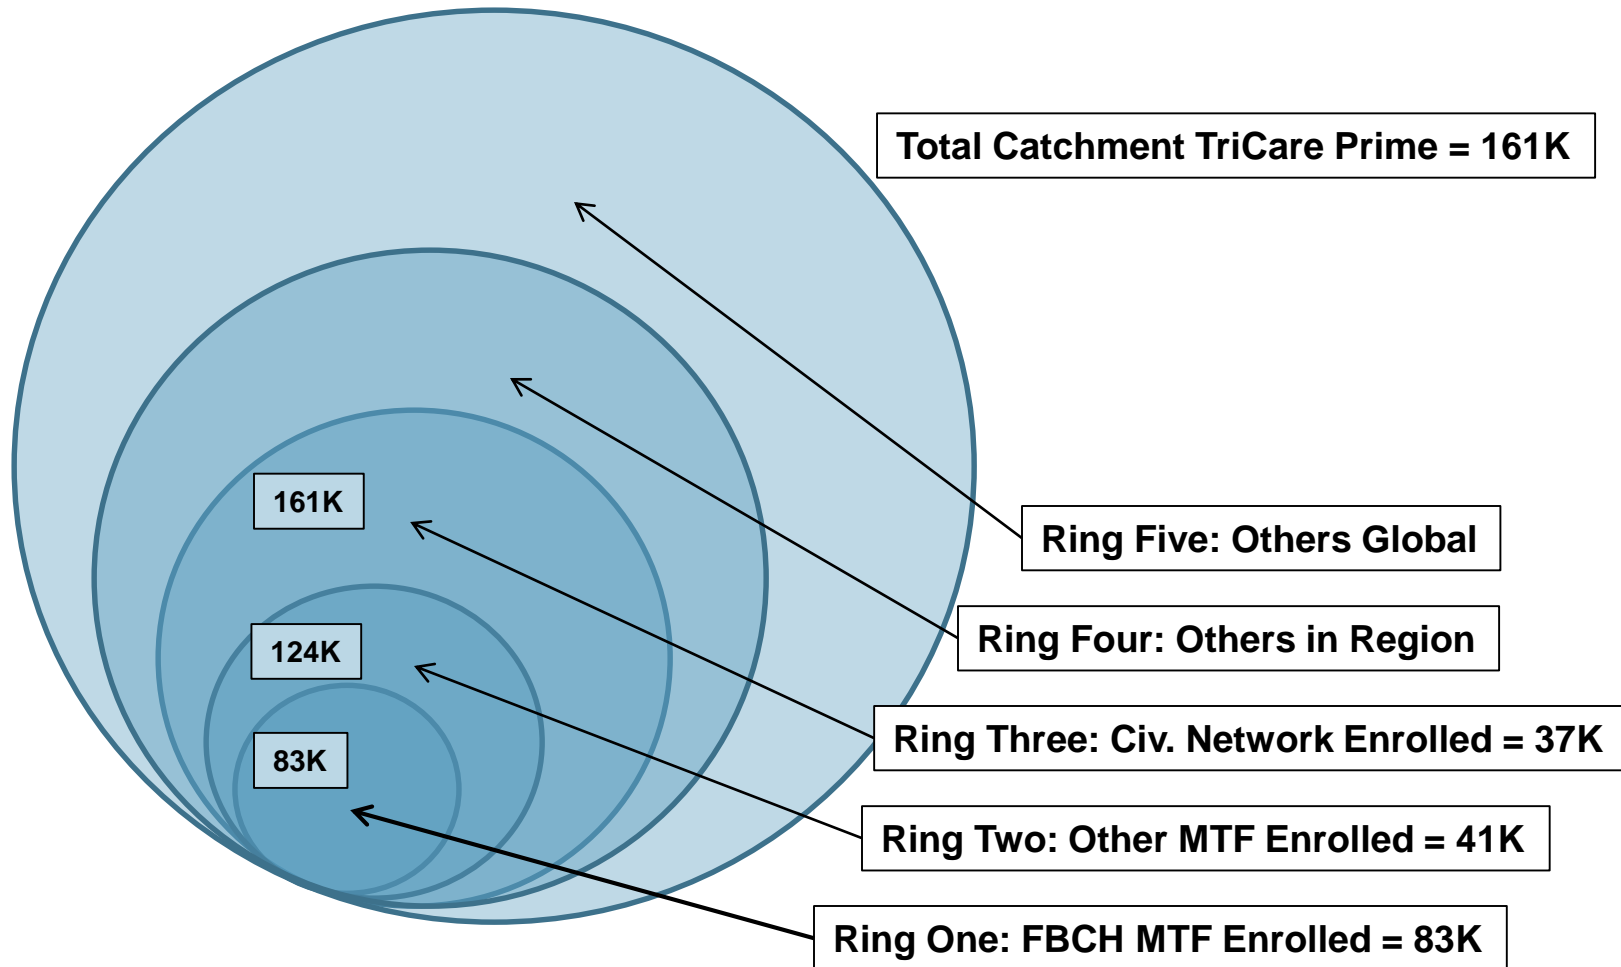 Total Catchment TriCare Prime = 161K
161K
Ring Five: Others Global
124K
Ring Four: Others in Region
83K
Ring Three: Civ. Network Enrolled = 37K
Ring Two: Other MTF Enrolled = 41K
Ring One: FBCH MTF Enrolled = 83K